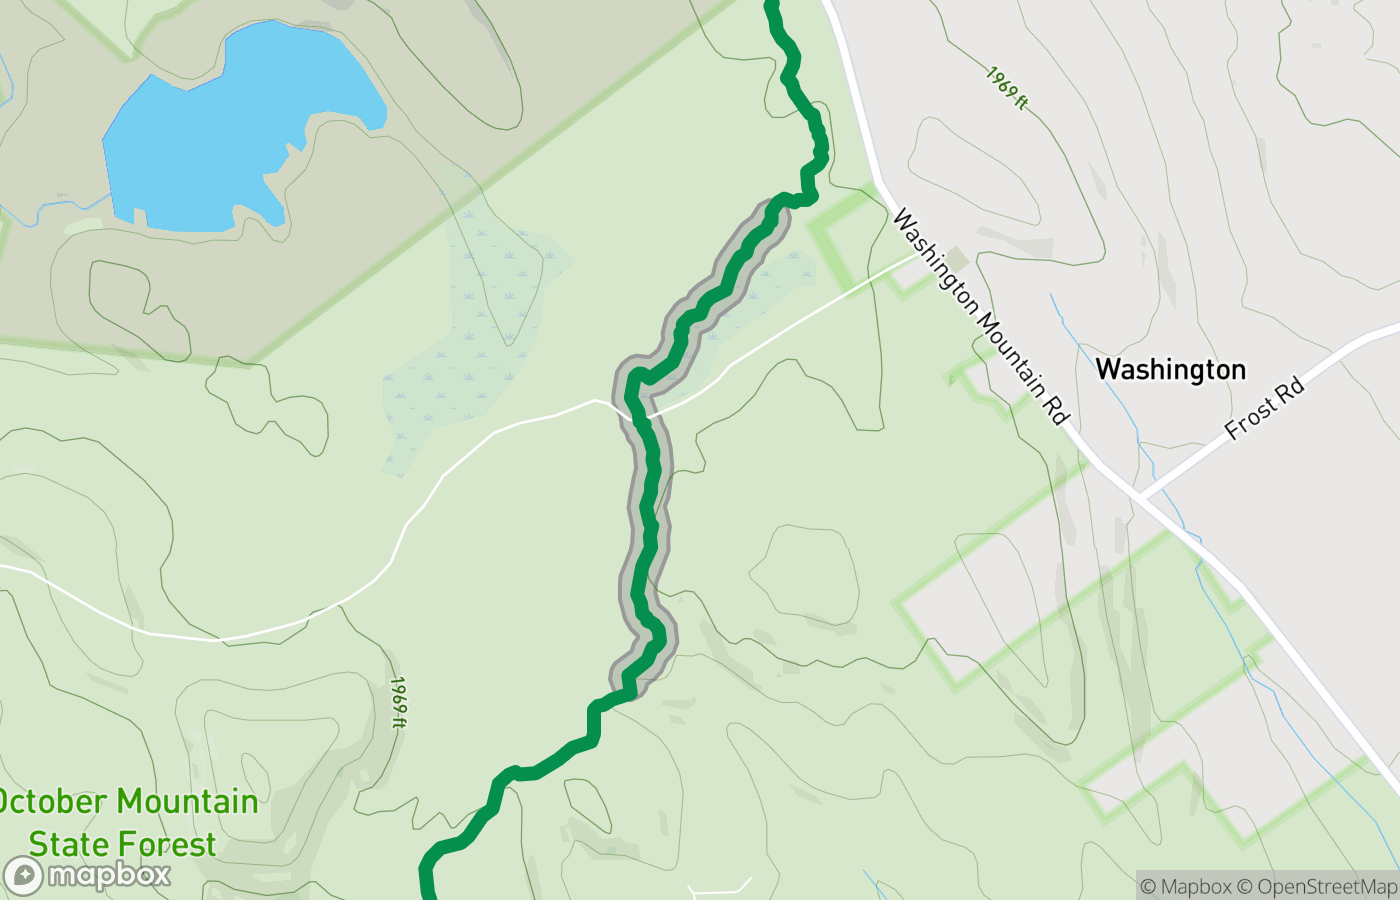 1969 ft
Washington Mountain Rd
Washington
Frost Rd
1969 ft
October Mountain
State Forest
mapbox
© Mapbox © OpenStreetMap